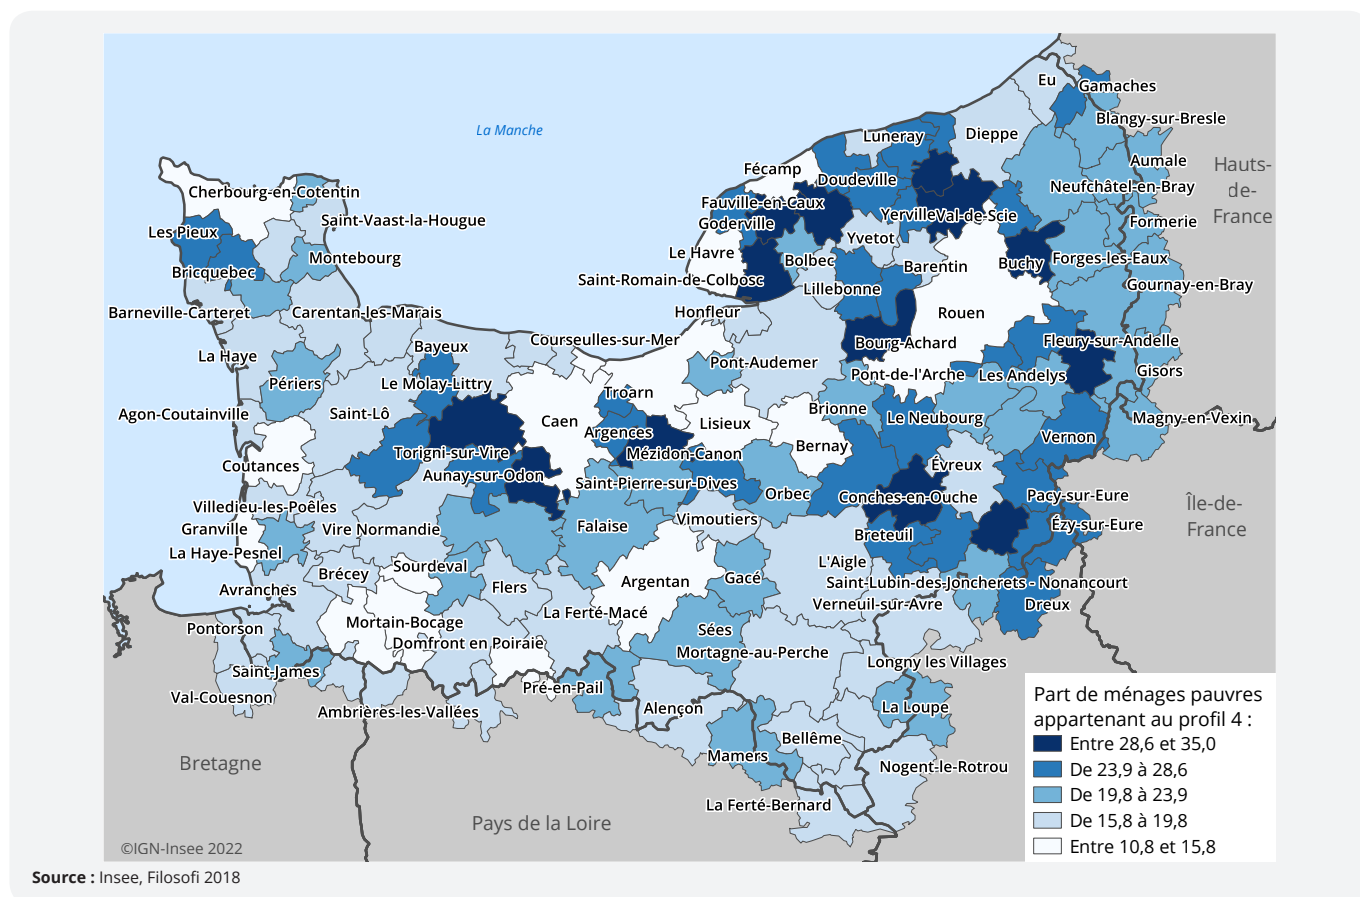 La Manche
Eu
Gamaches
Blangy-sur-Bresle
Luneray
Dieppe
Aumale
Hauts-
de-
France
Fécamp
Doudeville
Neufchâtel-en-Bray
Cherbourg-en-Cotentin
Fauville-en-Caux
Saint-Vaast-la-Hougue
Goderville
Yerville
Val-de-Scie
Formerie
Les Pieux
Yvetot
Le Havre
Montebourg
Bolbec
Barentin
Buchy
Forges-les-Eaux
Bricquebec
Saint-Romain-de-Colbosc
Lillebonne
Gournay-en-Bray
Barneville-Carteret
Carentan-les-Marais
Honfleur
Rouen
Courseulles-sur-Mer
Bourg-Achard
Fleury-sur-Andelle
Bayeux
La Haye
Pont-Audemer
Pont-de-l'Arche
Les Andelys
Gisors
Périers
Le Molay-Littry
Troarn
Agon-Coutainville
Saint-Lô
Caen
Brionne
Le Neubourg
Magny-en-Vexin
Argences
Lisieux
Bernay
Vernon
Torigni-sur-Vire
Mézidon-Canon
Coutances
Évreux
Aunay-sur-Odon
Saint-Pierre-sur-Dives
Orbec
Conches-en-Ouche
Pacy-sur-Eure
Île-de-
France
Villedieu-les-Poêles
Granville
Vire Normandie
Falaise
Vimoutiers
Ézy-sur-Eure
Breteuil
La Haye-Pesnel
Brécey
Sourdeval
L'Aigle
Avranches
Flers
Argentan
Gacé
Saint-Lubin-des-Joncherets - Nonancourt
La Ferté-Macé
Verneuil-sur-Avre
Dreux
Pontorson
Mortain-Bocage
Sées
Domfront en Poiraie
Mortagne-au-Perche
Longny les Villages
Saint-James
Pré-en-Pail
Val-Couesnon
Ambrières-les-Vallées
Alençon
La Loupe
Bellême
Mamers
Nogent-le-Rotrou
La Ferté-Bernard
Bretagne
Pays de la Loire
Part de ménages pauvres
appartenant au profil 4 :
Entre 28,6 et 35,0
De 23,9 à 28,6
De 19,8 à 23,9
De 15,8 à 19,8
Entre 10,8 et 15,8
©IGN-Insee 2022
Source : Insee, Filosofi 2018